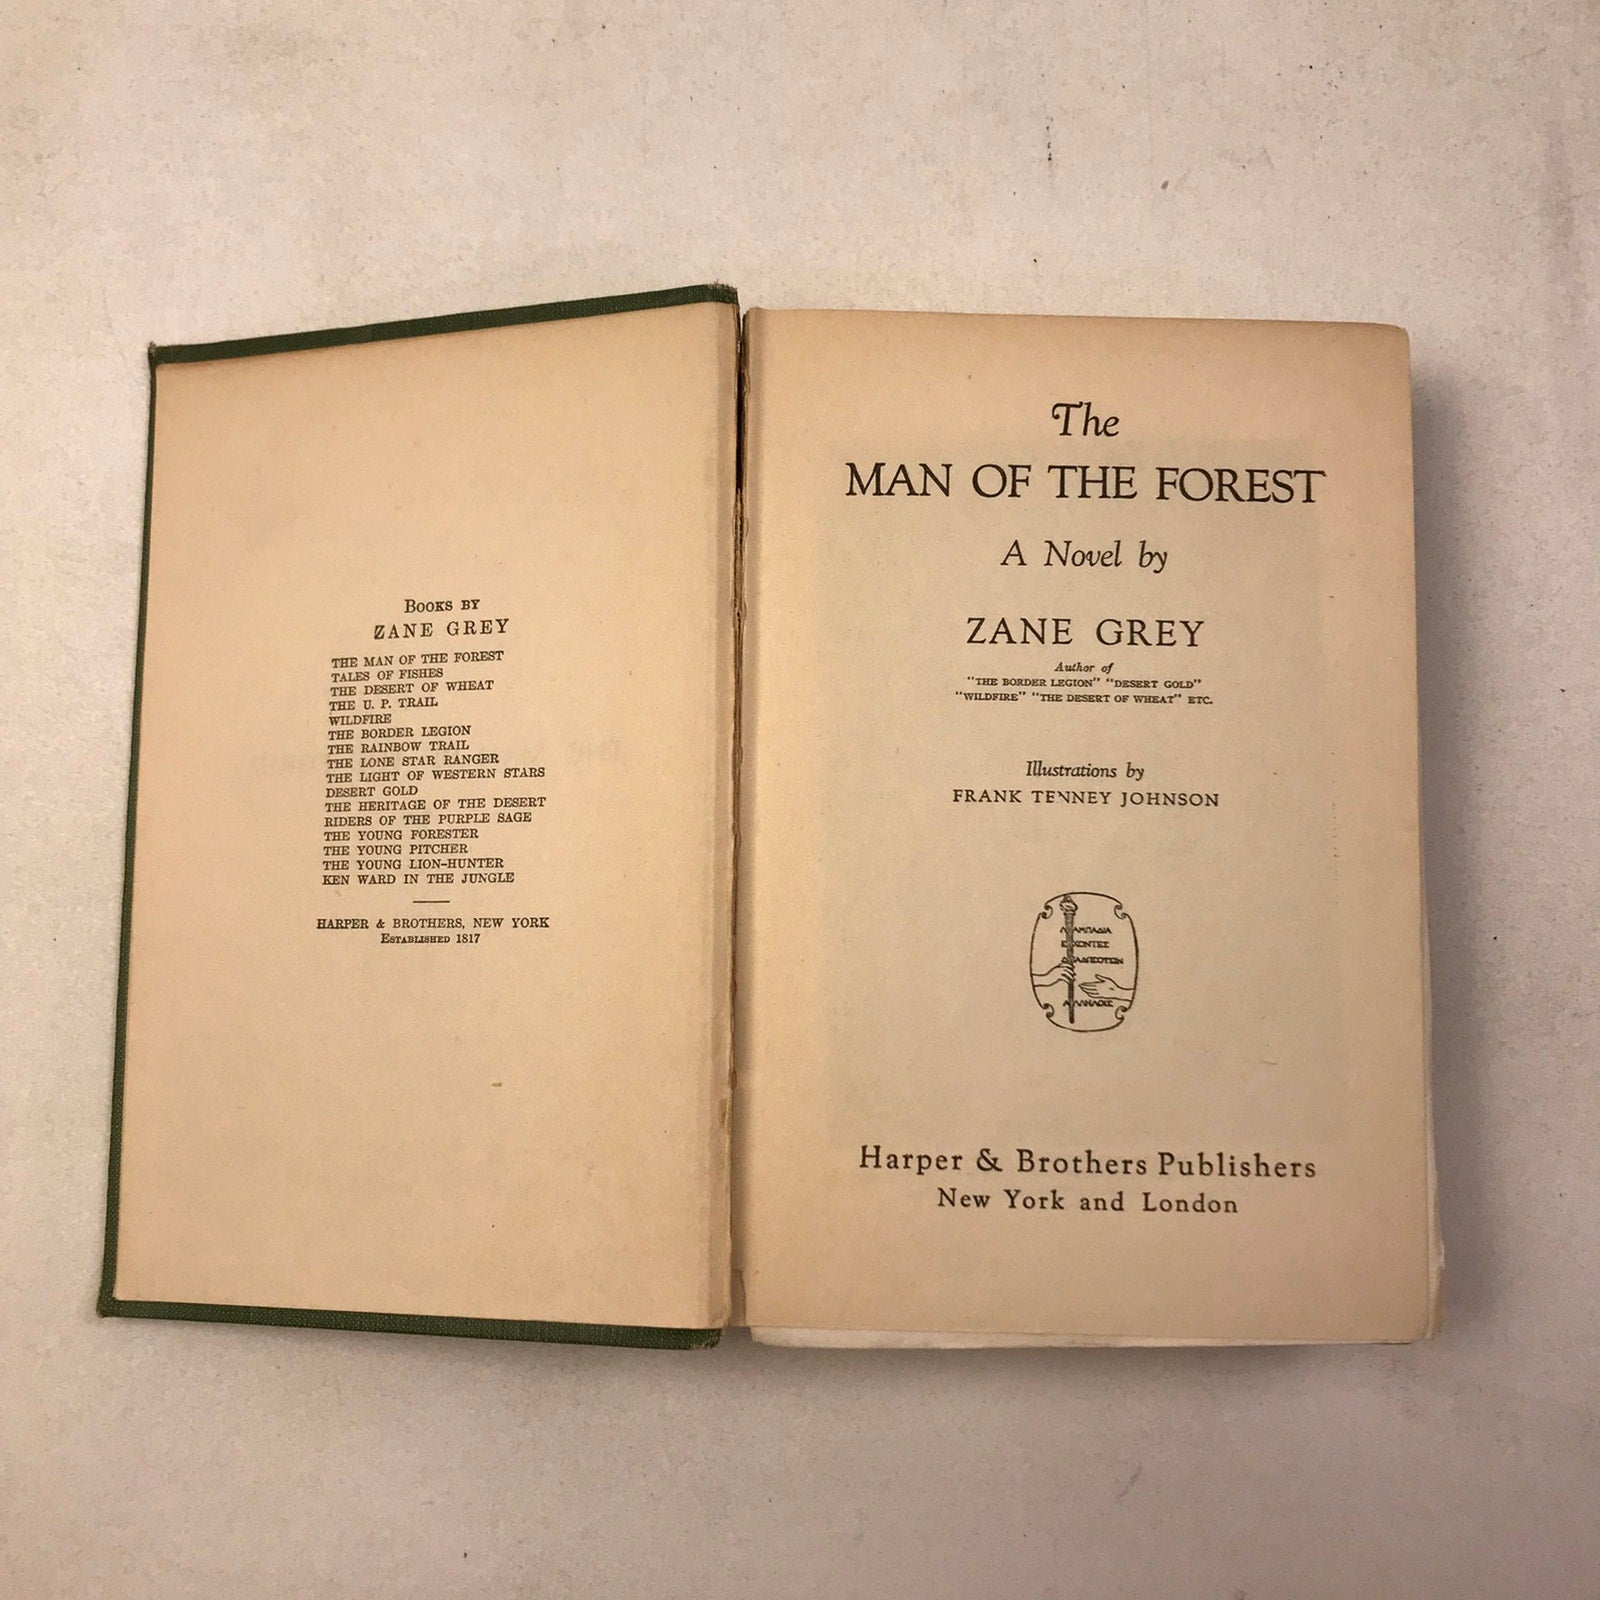 BOOKS BY
ZANE GREY
THE MAN OF THE FOREST
TALES OF FISHES
THE DESERT OF WHEAT
THE U. P. TRAIL
WILDFIRE
THE BORDER LEGION
THE RAINBOW TRAIL
THE LONE STAR RANGER
THE LIGHT OF WESTERN STARS
DESERT GOLD
THE HERITAGE OF THE DESERT
RIDERS OF THE PURPLE SAGE
THE YOUNG FORESTER
THE YOUNG PITCHER
THE YOUNG LION-HUNTER
KEN WARD IN THE JUNGLE
HARPER & BROTHERS, NEW YORK
ESTABLISHED 1817
The
MAN OF THE FOREST
A Novel by
ZANE GREY
Author of
"THE BORDER LEGION" "DESERT GOLD"
"WILDFIRE" "THE DESERT OF WHEAT" ETC.
Illustrations by
FRANK TENNEY JOHNSON
ΛΑΜΠΑΔΙΑ
ΕΧΟΝΤΕΣ
ΑΛΛΗΛΟΙΣ
Harper & Brothers Publishers
New York and London